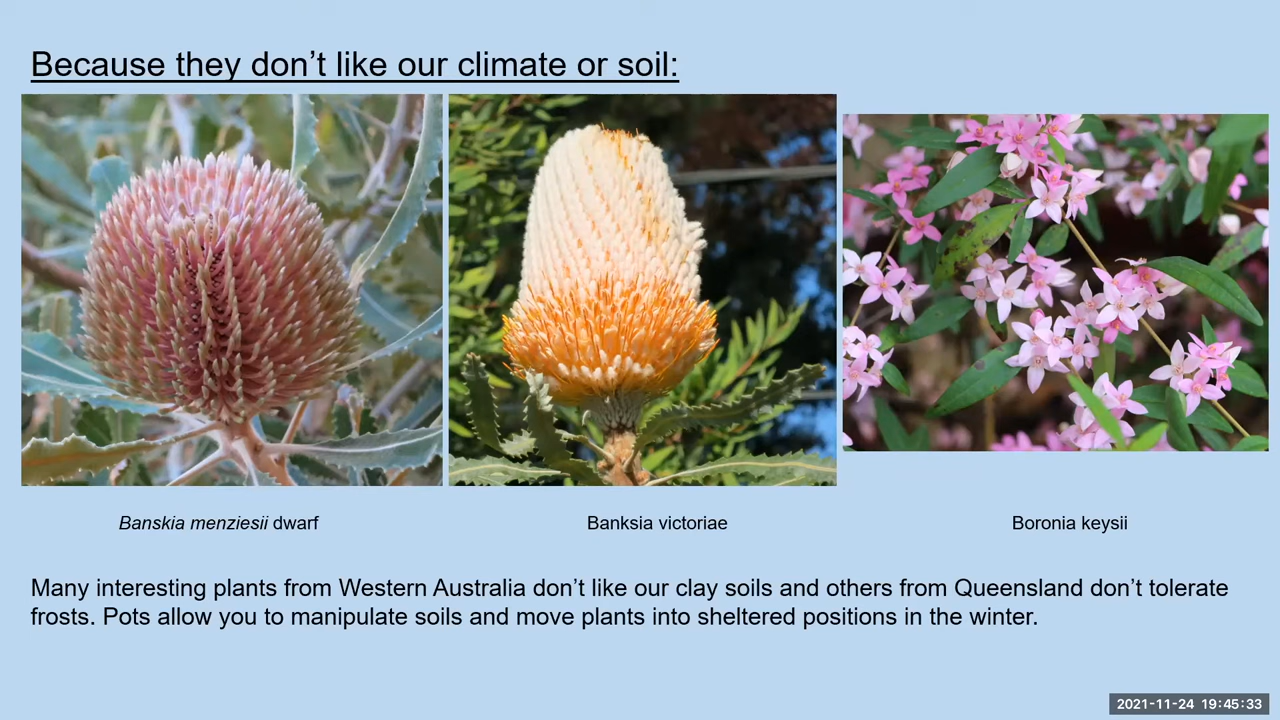 Because they don’t like our climate or soil:
Banskia menziesii dwarf
Banksia victoriae
Boronia keysii
Many interesting plants from Western Australia don’t like our clay soils and others from Queensland don’t tolerate
frosts. Pots allow you to manipulate soils and move plants into sheltered positions in the winter.
2021-11-24 19:45:33